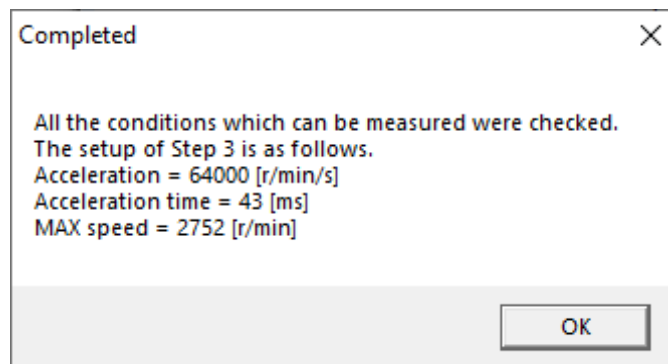 Completed
All the conditions which can be measured were checked.
The setup of Step 3 is as follows.
Acceleration = 64000 [r/min/s]
Acceleration time = 43 [ms]
MAX speed = 2752 [r/min]
OK